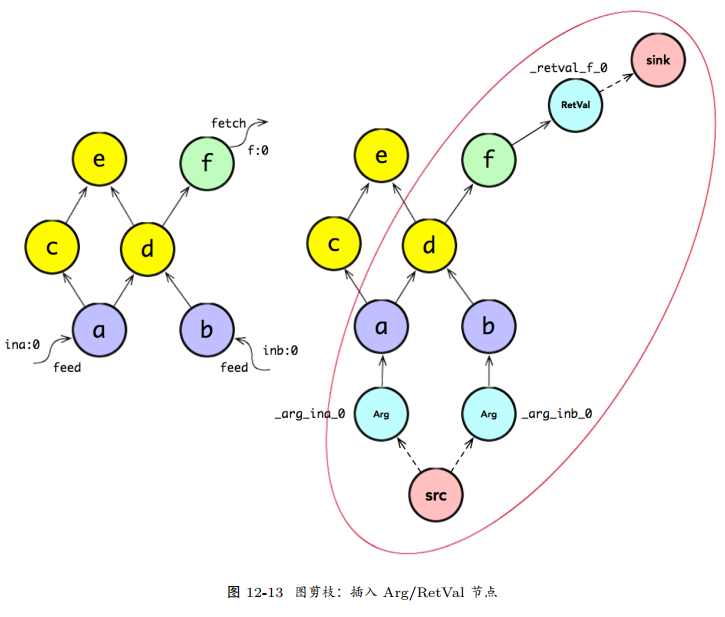 e
f
fetch
f:0
c
d
a
b
ina:0
feed
inb:0
feed
sink
_retval_f_0
RetVal
e
f
c
d
a
b
_arg_ina_0
Arg
Arg
_arg_inb_0
src
图 12-13 图剪枝：插入 Arg/RetVal 节点